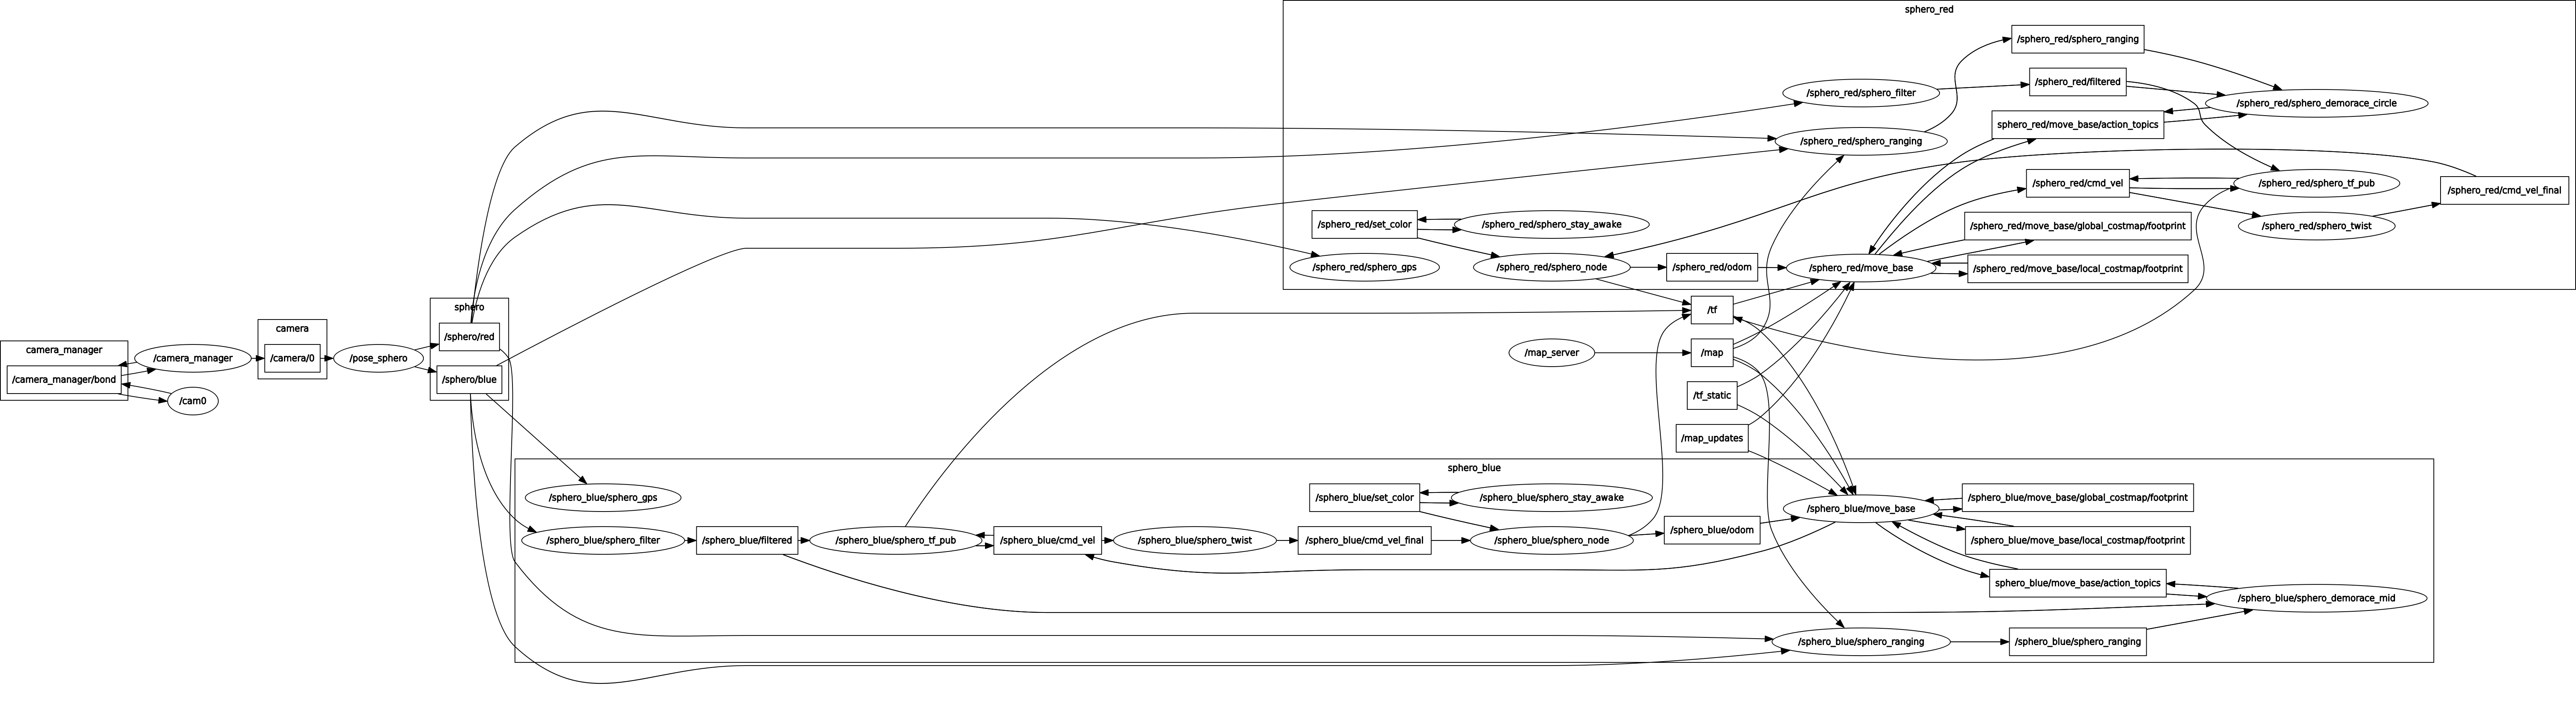 sphero_red
/sphero_red/sphero_ranging
/sphero_red/sphero_filter
/sphero_red/filtered
/sphero_red/sphero_demorace_circle
sphero_red/move_base/action_topics
/sphero_red/sphero_ranging
/sphero_red/cmd_vel
/sphero_red/sphero_tf_pub
/sphero_red/cmd_vel_final
/sphero_red/set_color
/sphero_red/sphero_stay_awake
/sphero_red/move_base/global_costmap/footprint
/sphero_red/sphero_twist
/sphero_red/sphero_gps
/sphero_red/sphero_node
/sphero_red/odom
/sphero_red/move_base
/sphero_red/move_base/local_costmap/footprint
sphero
/tf
camera_manager
camera
/sphero/red
/camera_manager
/camera/0
/pose_sphero
/map_server
/map
/camera_manager/bond
/sphero/blue
/cam0
/tf_static
/map_updates
sphero_blue
/sphero_blue/sphero_gps
/sphero_blue/set_color
/sphero_blue/sphero_stay_awake
/sphero_blue/move_base
/sphero_blue/move_base/global_costmap/footprint
/sphero_blue/sphero_filter
/sphero_blue/filtered
/sphero_blue/sphero_tf_pub
/sphero_blue/cmd_vel
/sphero_blue/sphero_twist
/sphero_blue/cmd_vel_final
/sphero_blue/sphero_node
/sphero_blue/odom
/sphero_blue/move_base/local_costmap/footprint
sphero_blue/move_base/action_topics
/sphero_blue/sphero_demorace_mid
/sphero_blue/sphero_ranging
/sphero_blue/sphero_ranging